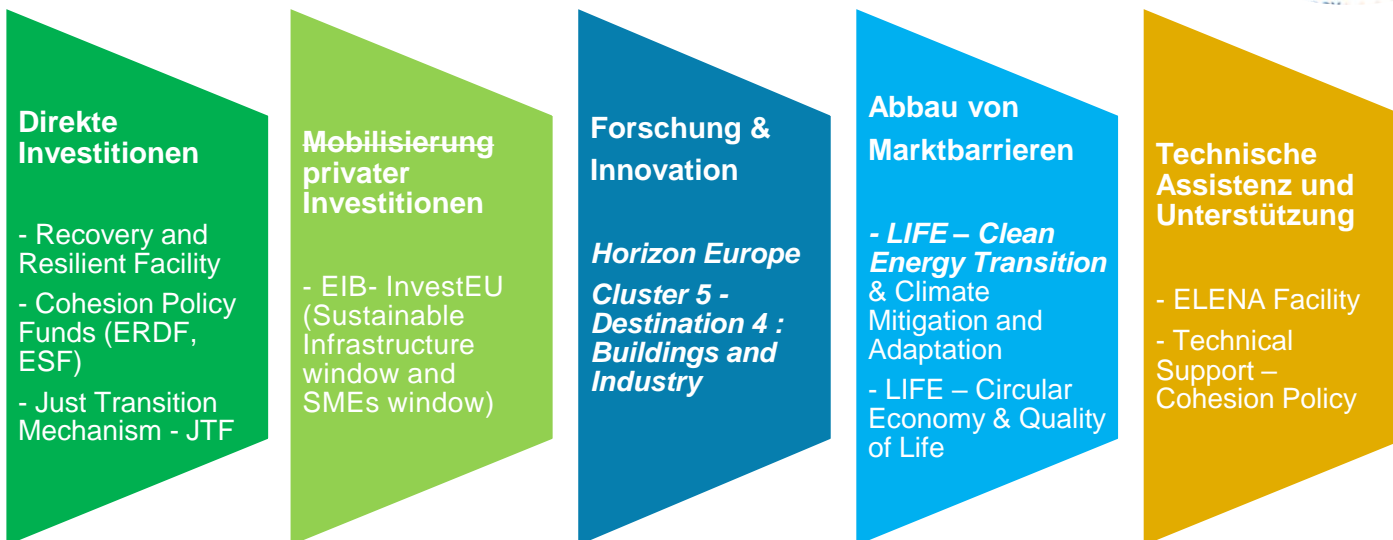 Direkte
Investitionen
- Recovery and
Resilient Facility
- Cohesion Policy
Funds (ERDF,
ESF)
- Just Transition
Mechanism - JTF
Mobilisierung
privater
Investitionen
- EIB- InvestEU
(Sustainable
Infrastructure
window and
SMEs window)
Forschung &
Innovation
Horizon Europe
Cluster 5 -
Destination 4 :
Buildings and
Industry
Abbau von
Marktbarrieren
- LIFE – Clean
Energy Transition
& Climate
Mitigation and
Adaptation
- LIFE – Circular
Economy & Quality
of Life
Technische
Assistenz und
Unterstützung
- ELENA Facility
- Technical
Support –
Cohesion Policy